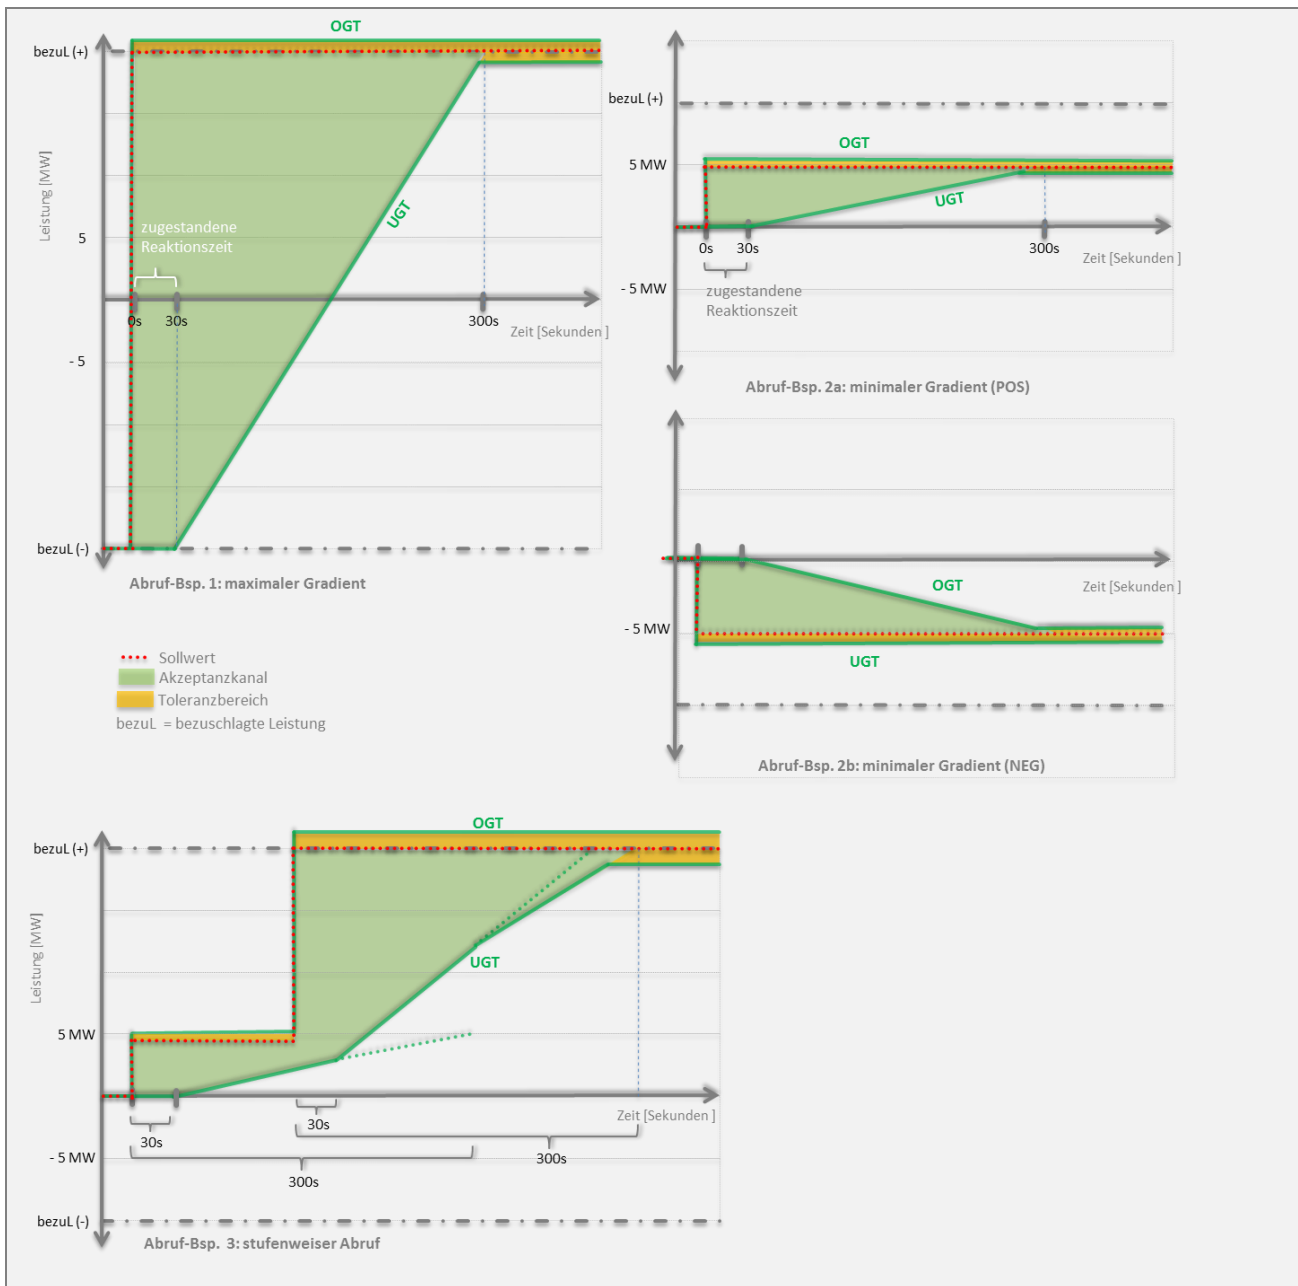 OGT
bezuL (+)
Leistung [MW]
UGT
zugestandene
Reaktionszeit
5
0s
30s
300s
Zeit [Sekunden ]
- 5
bezuL (-)
Abruf-Bsp. 1: maximaler Gradient
bezuL (+)
OGT
5 MW
UGT
0s
30s
300s
Zeit [Sekunden ]
- 5 MW
zugestandene
Reaktionszeit
Abruf-Bsp. 2a: minimaler Gradient (POS)
OGT
Zeit [Sekunden ]
- 5 MW
UGT
Abruf-Bsp. 2b: minimaler Gradient (NEG)
Sollwert
Akzeptanzkanal
Toleranzbereich
bezuL = bezuschlagte Leistung
OGT
bezuL (+)
Leistung [MW]
UGT
5 MW
Zeit [Sekunden ]
30s
30s
- 5 MW
300s
300s
bezuL (-)
Abruf-Bsp. 3: stufenweiser Abruf